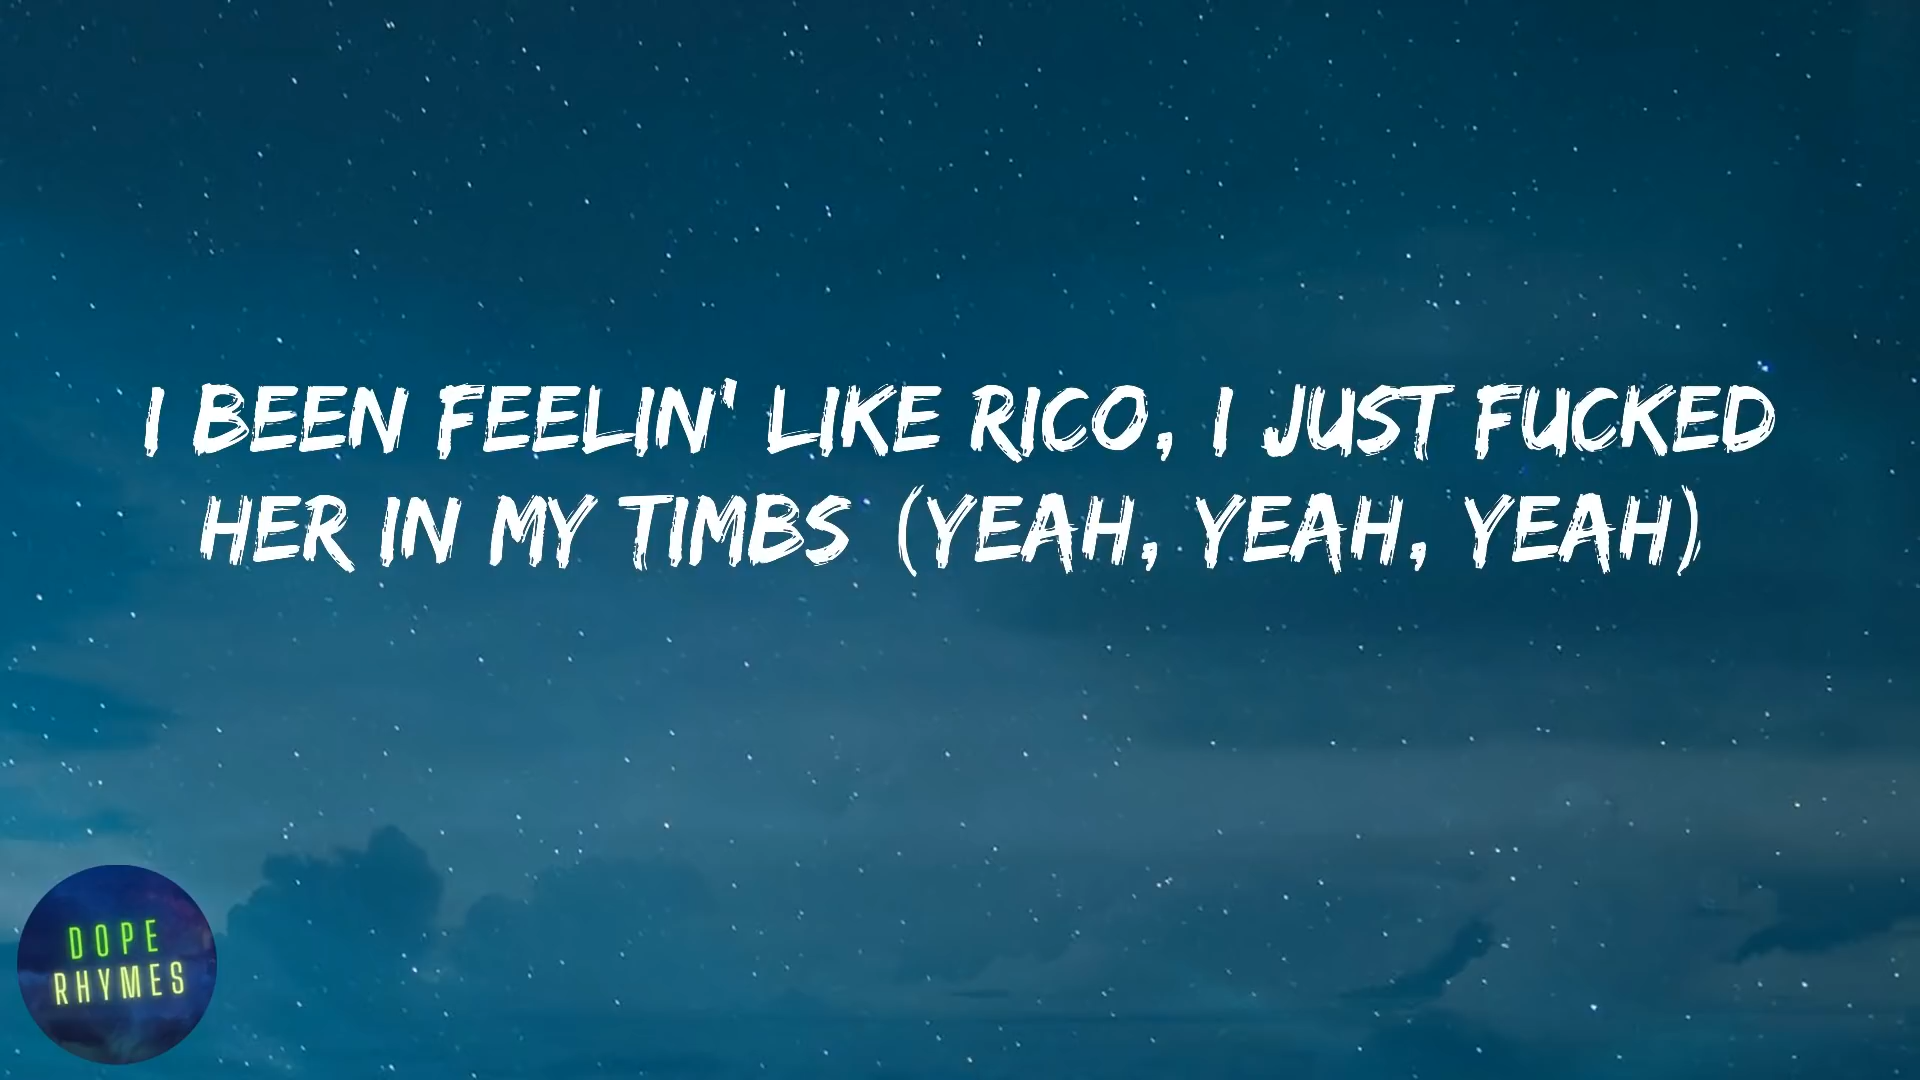 I BEEN FEELIN' LIKE RICO, I JUST FUCKED
HER IN MY TIMBS (YEAH, YEAH, YEAH)
DOPE
RHYMES